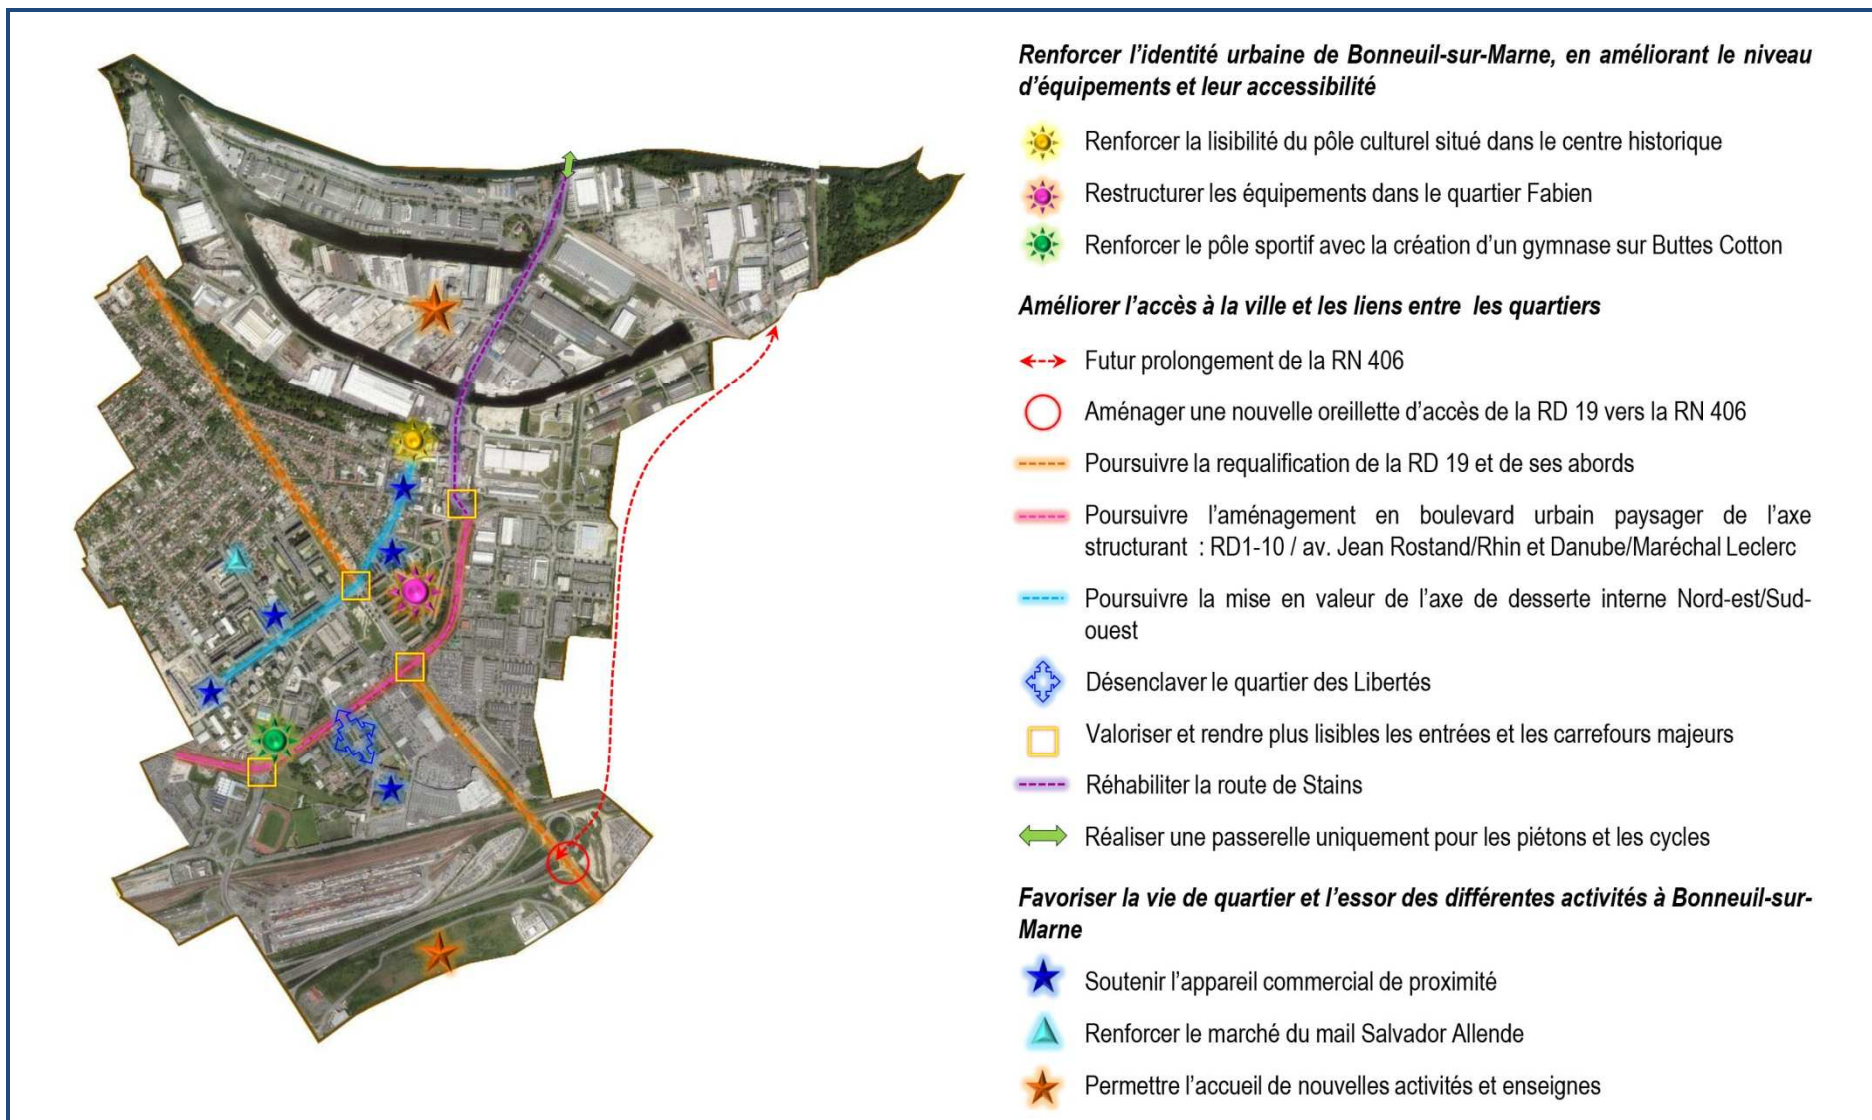 Renforcer l’identité urbaine de Bonneuil-sur-Marne, en améliorant le niveau
d’équipements et leur accessibilité
Renforcer la lisibilité du pôle culturel situé dans le centre historique
Restructurer les équipements dans le quartier Fabien
Renforcer le pôle sportif avec la création d’un gymnase sur Buttes Cotton
Améliorer l’accès à la ville et les liens entre les quartiers
Futur prolongement de la RN 406
Aménager une nouvelle oreillette d’accès de la RD 19 vers la RN 406
Poursuivre la requalification de la RD 19 et de ses abords
Poursuivre l’aménagement en boulevard urbain paysager de l’axe
structurant : RD1-10 / av. Jean Rostand/Rhin et Danube/Maréchal Leclerc
Poursuivre la mise en valeur de l’axe de desserte interne Nord-est/Sud-
ouest
Désenclaver le quartier des Libertés
Valoriser et rendre plus lisibles les entrées et les carrefours majeurs
Réhabiliter la route de Stains
Réaliser une passerelle uniquement pour les piétons et les cycles
Favoriser la vie de quartier et l’essor des différentes activités à Bonneuil-sur-
Marne
Soutenir l’appareil commercial de proximité
Renforcer le marché du mail Salvador Allende
Permettre l’accueil de nouvelles activités et enseignes